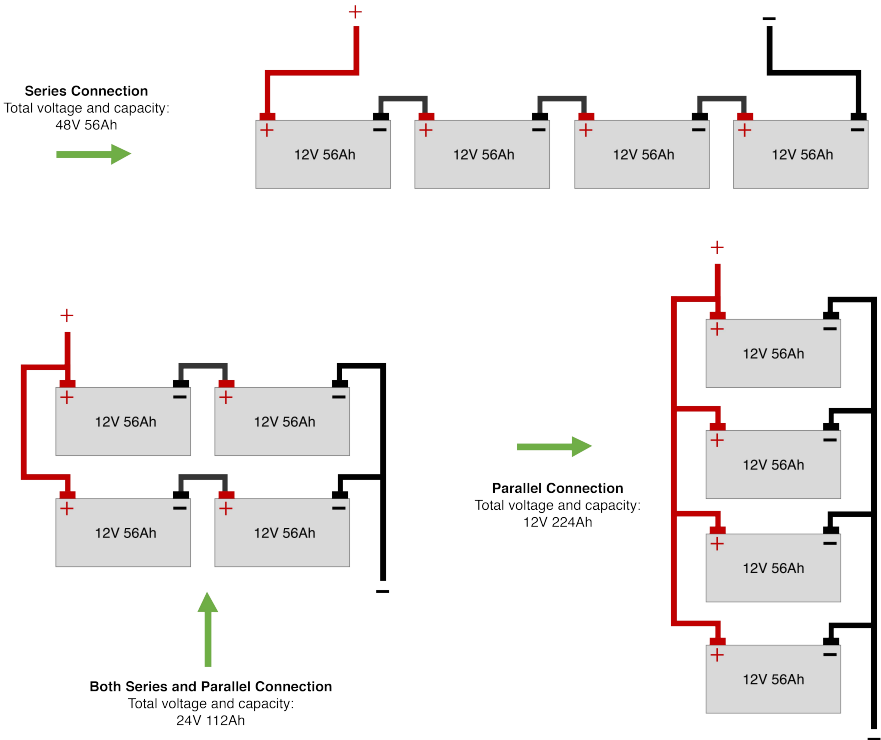 +
−
Series Connection
Total voltage and capacity:
48V 56Ah
+ − + − + − + −
12V 56Ah 12V 56Ah 12V 56Ah 12V 56Ah
+
+ −
12V 56Ah
+
+ − + −
12V 56Ah 12V 56Ah
+ −
12V 56Ah
Parallel Connection
Total voltage and capacity:
12V 224Ah
+ − + −
12V 56Ah 12V 56Ah
−
+ −
12V 56Ah
+ −
12V 56Ah
−
Both Series and Parallel Connection
Total voltage and capacity:
24V 112Ah